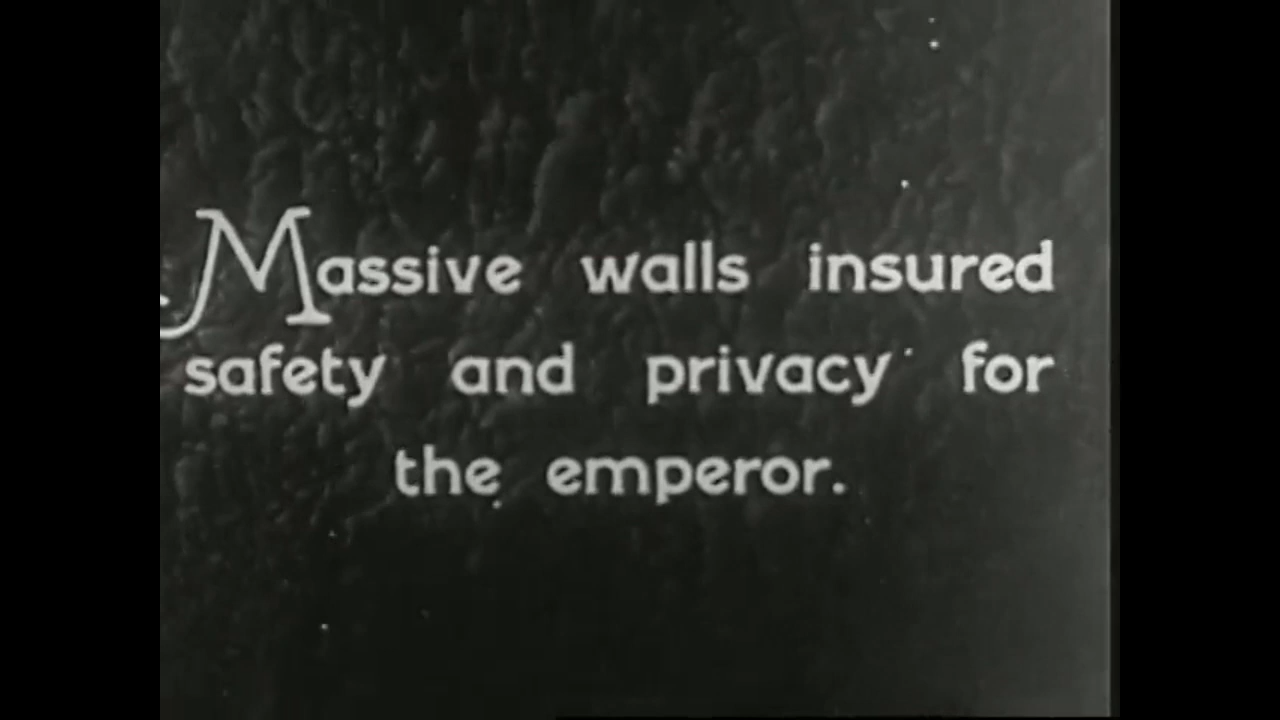 Massive walls insured
safety and privacy for
the emperor.